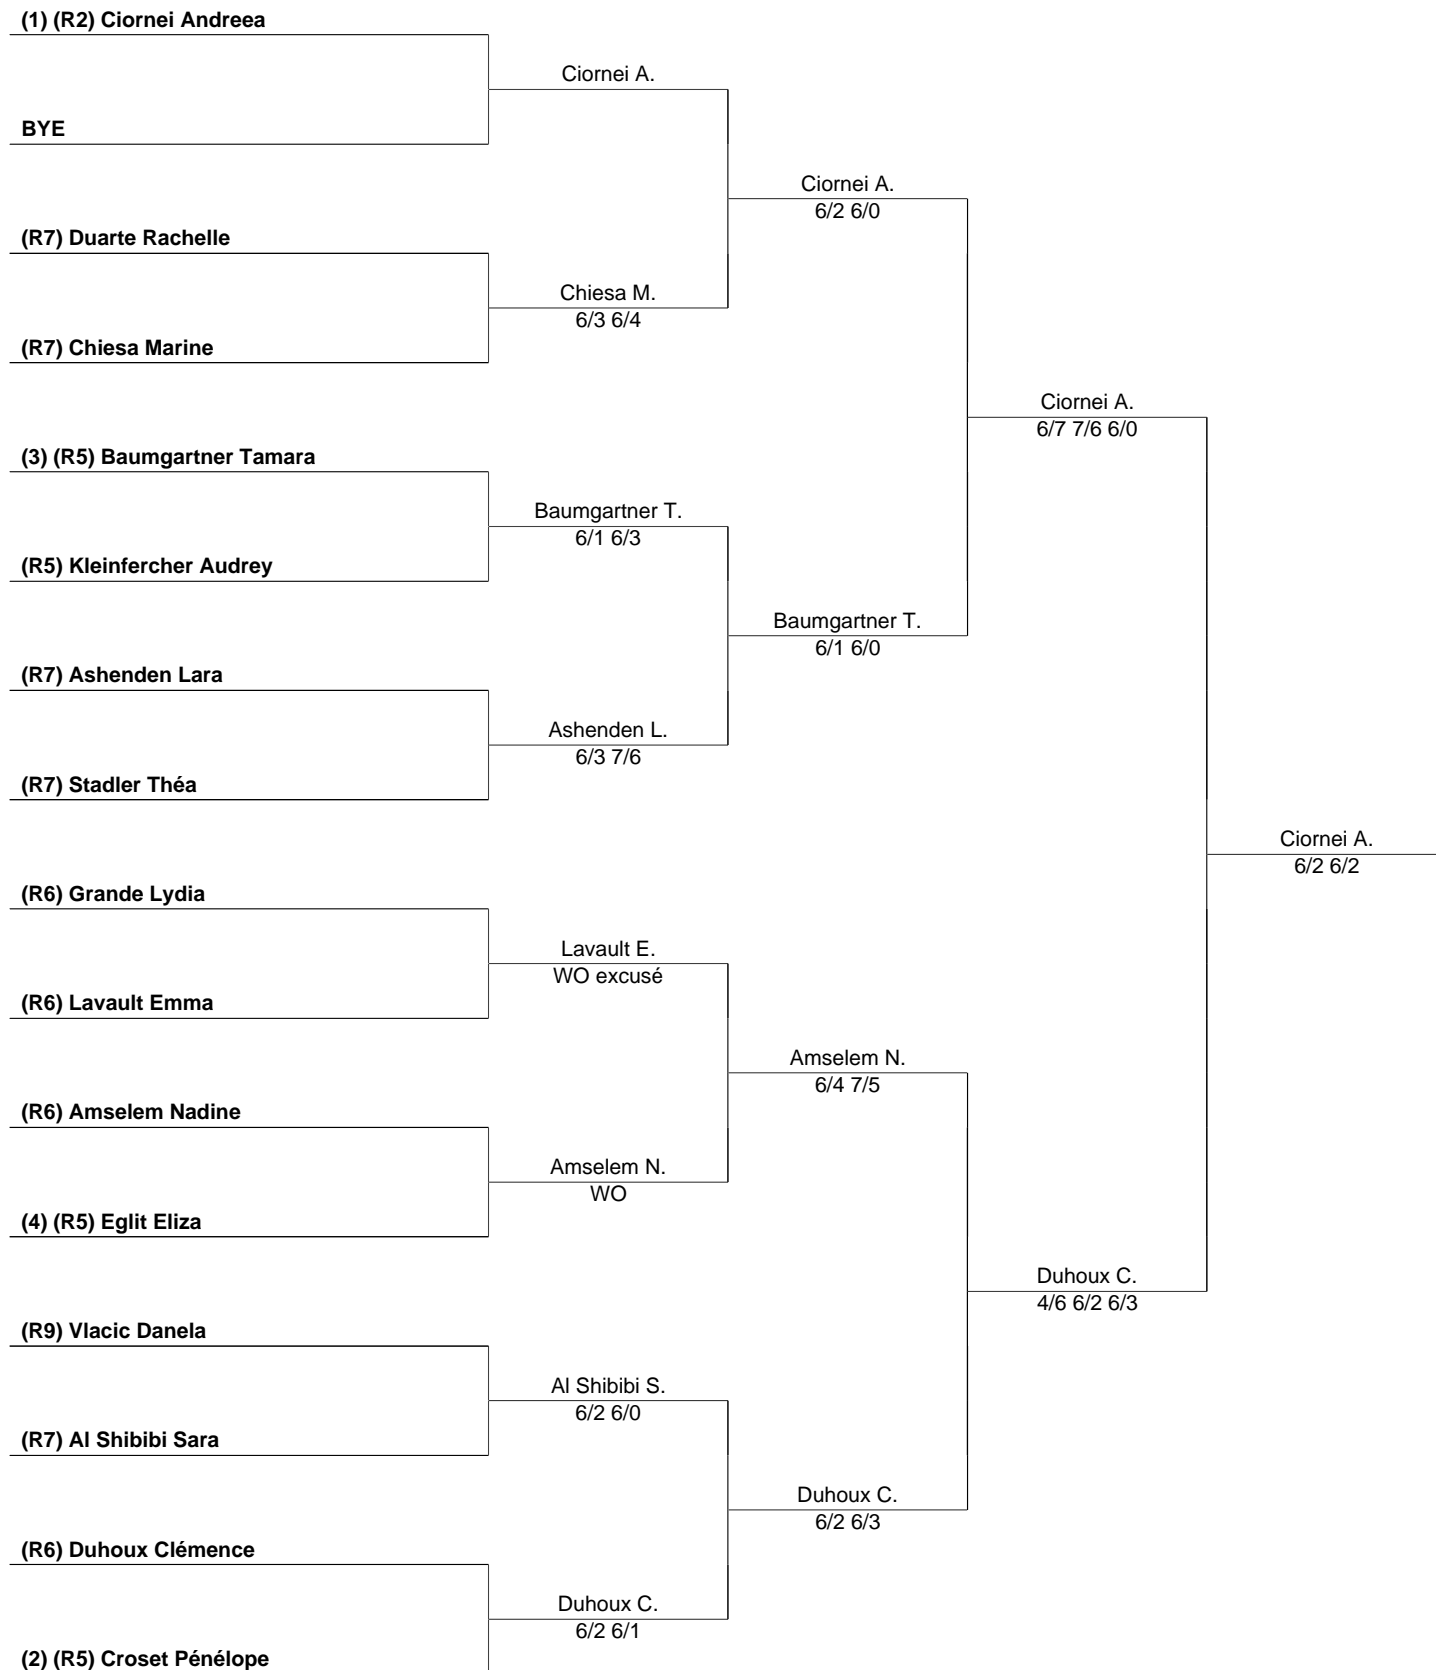 (1) (R2) Ciornei Andreea
Ciornei A.
BYE
Ciornei A.
6/2 6/0
(R7) Duarte Rachelle
Chiesa M.
6/3 6/4
(R7) Chiesa Marine
Ciornei A.
6/7 7/6 6/0
(3) (R5) Baumgartner Tamara
Baumgartner T.
6/1 6/3
(R5) Kleinfercher Audrey
Baumgartner T.
6/1 6/0
(R7) Ashenden Lara
Ashenden L.
6/3 7/6
(R7) Stadler Théa
Ciornei A.
6/2 6/2
(R6) Grande Lydia
Lavault E.
WO excusé
(R6) Lavault Emma
Amselem N.
6/4 7/5
(R6) Amselem Nadine
Amselem N.
WO
(4) (R5) Eglit Eliza
Duhoux C.
4/6 6/2 6/3
(R9) Vlacic Danela
Al Shibibi S.
6/2 6/0
(R7) Al Shibibi Sara
Duhoux C.
6/2 6/3
(R6) Duhoux Clémence
Duhoux C.
6/2 6/1
(2) (R5) Croset Pénélope